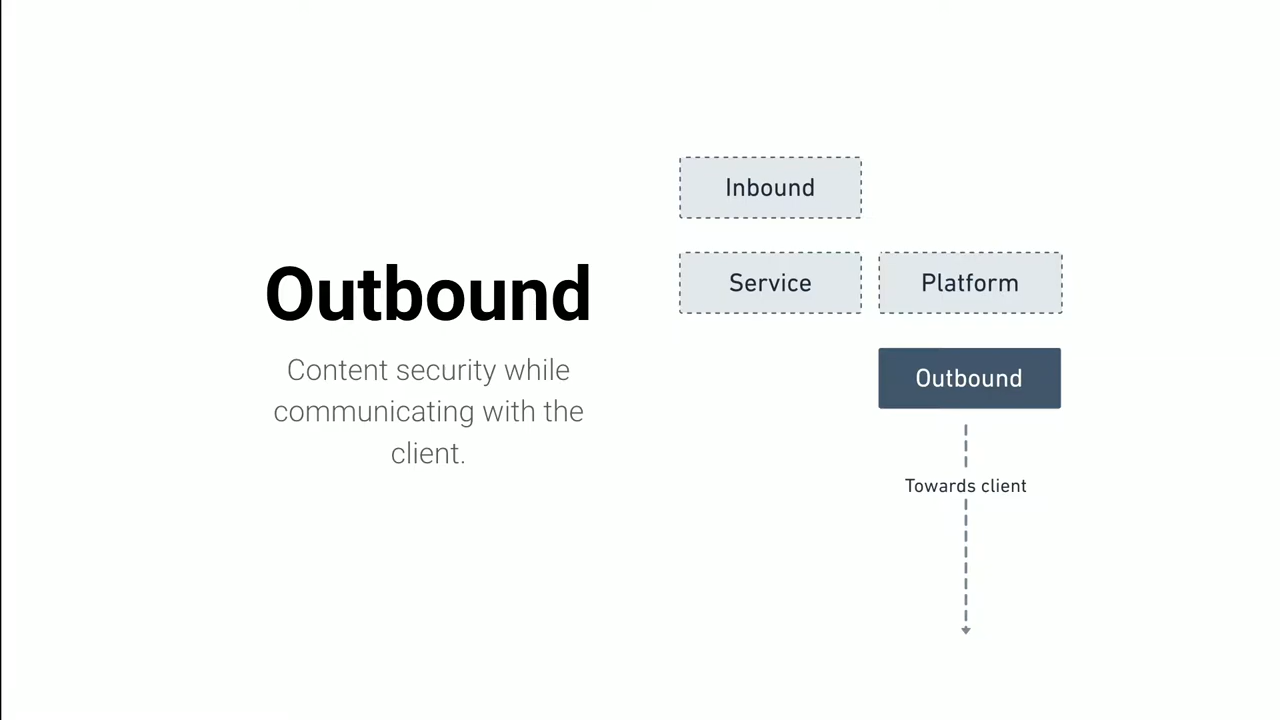 Outbound
Content security while
communicating with the
client.
Inbound
Service
Platform
Outbound
Towards client